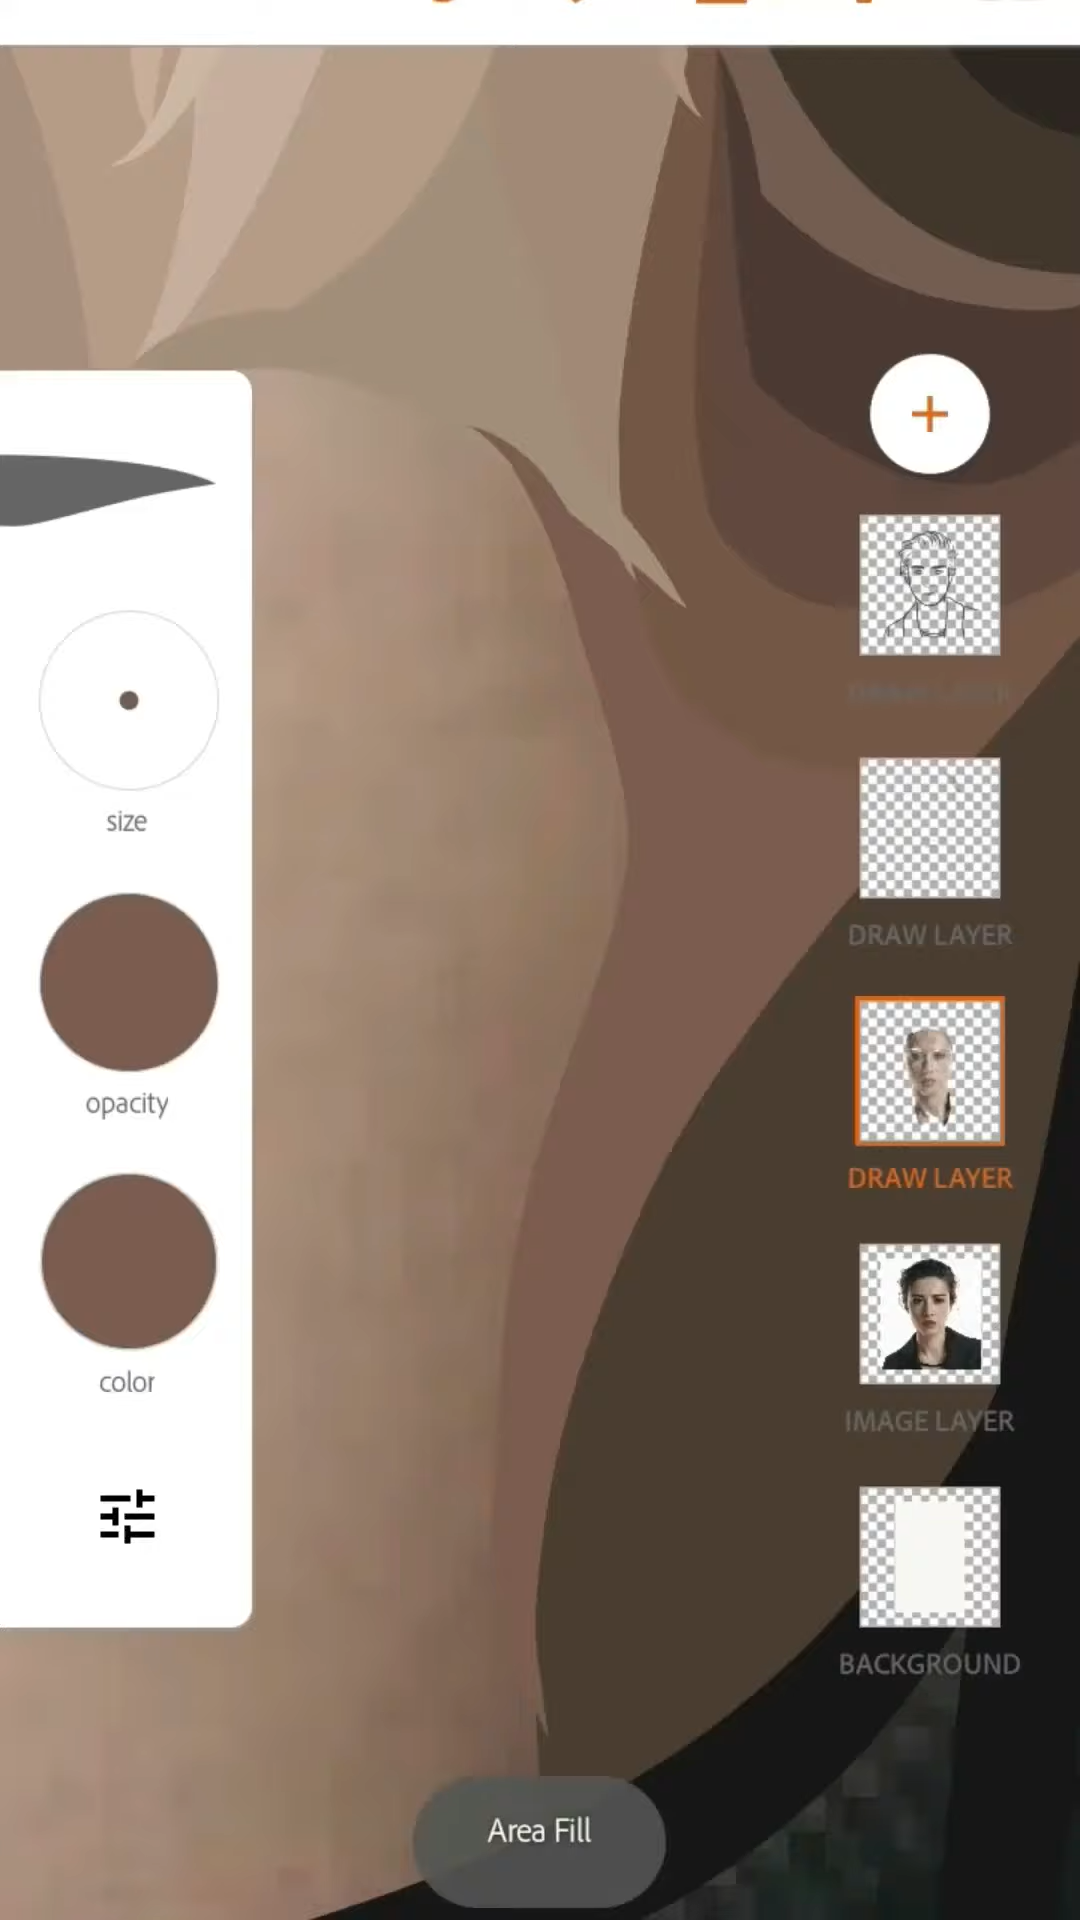 size
opacity
color
DRAW LAYER
DRAW LAYER
IMAGE LAYER
BACKGROUND
Area Fill